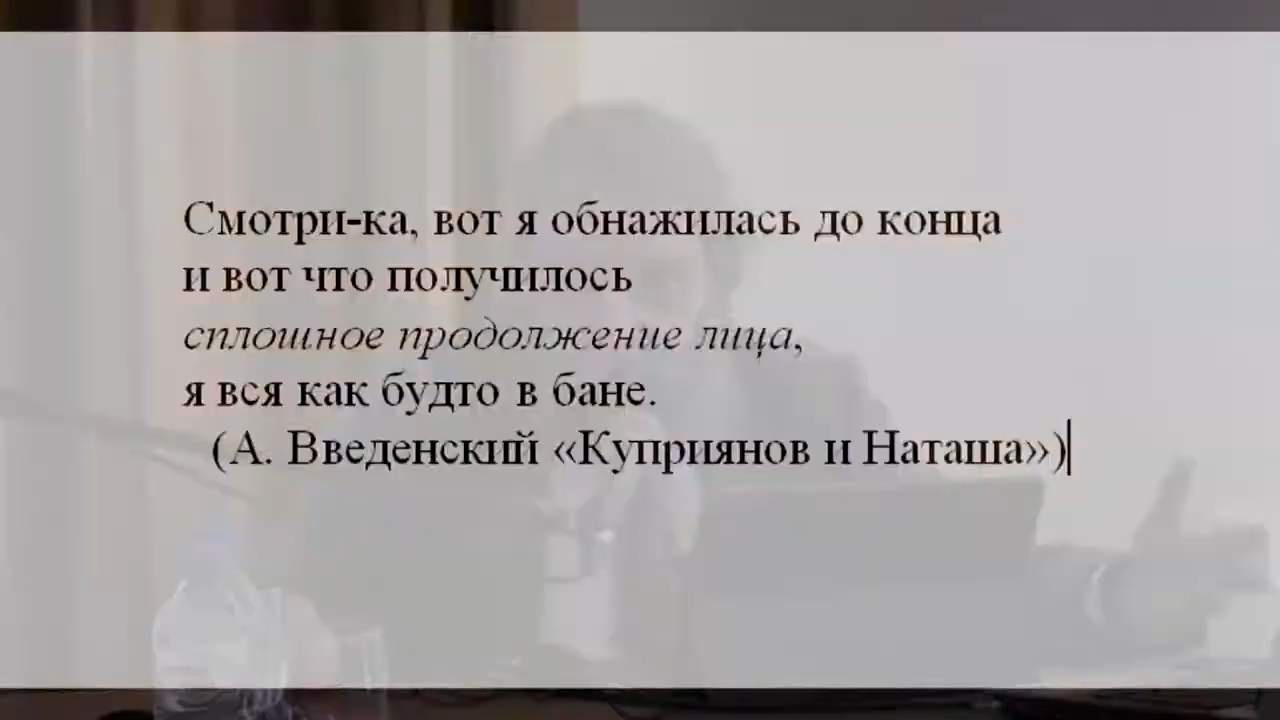 Смотри-ка, вот я обнажилась до конца
и вот что получилось
сплошное продолжение лица,
я вся как будто в бане.
(А. Введенский «Куприянов и Наташа»)